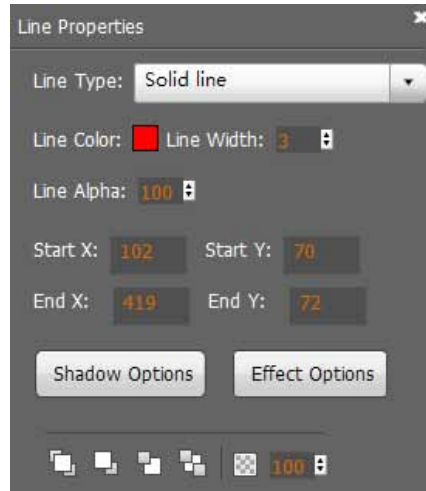 Line Properties
Line Type: Solid line
Line Color: Line Width: 3
Line Alpha: 100
Start X: 102 Start Y: 70
End X: 419 End Y: 72
Shadow Options Effect Options
100